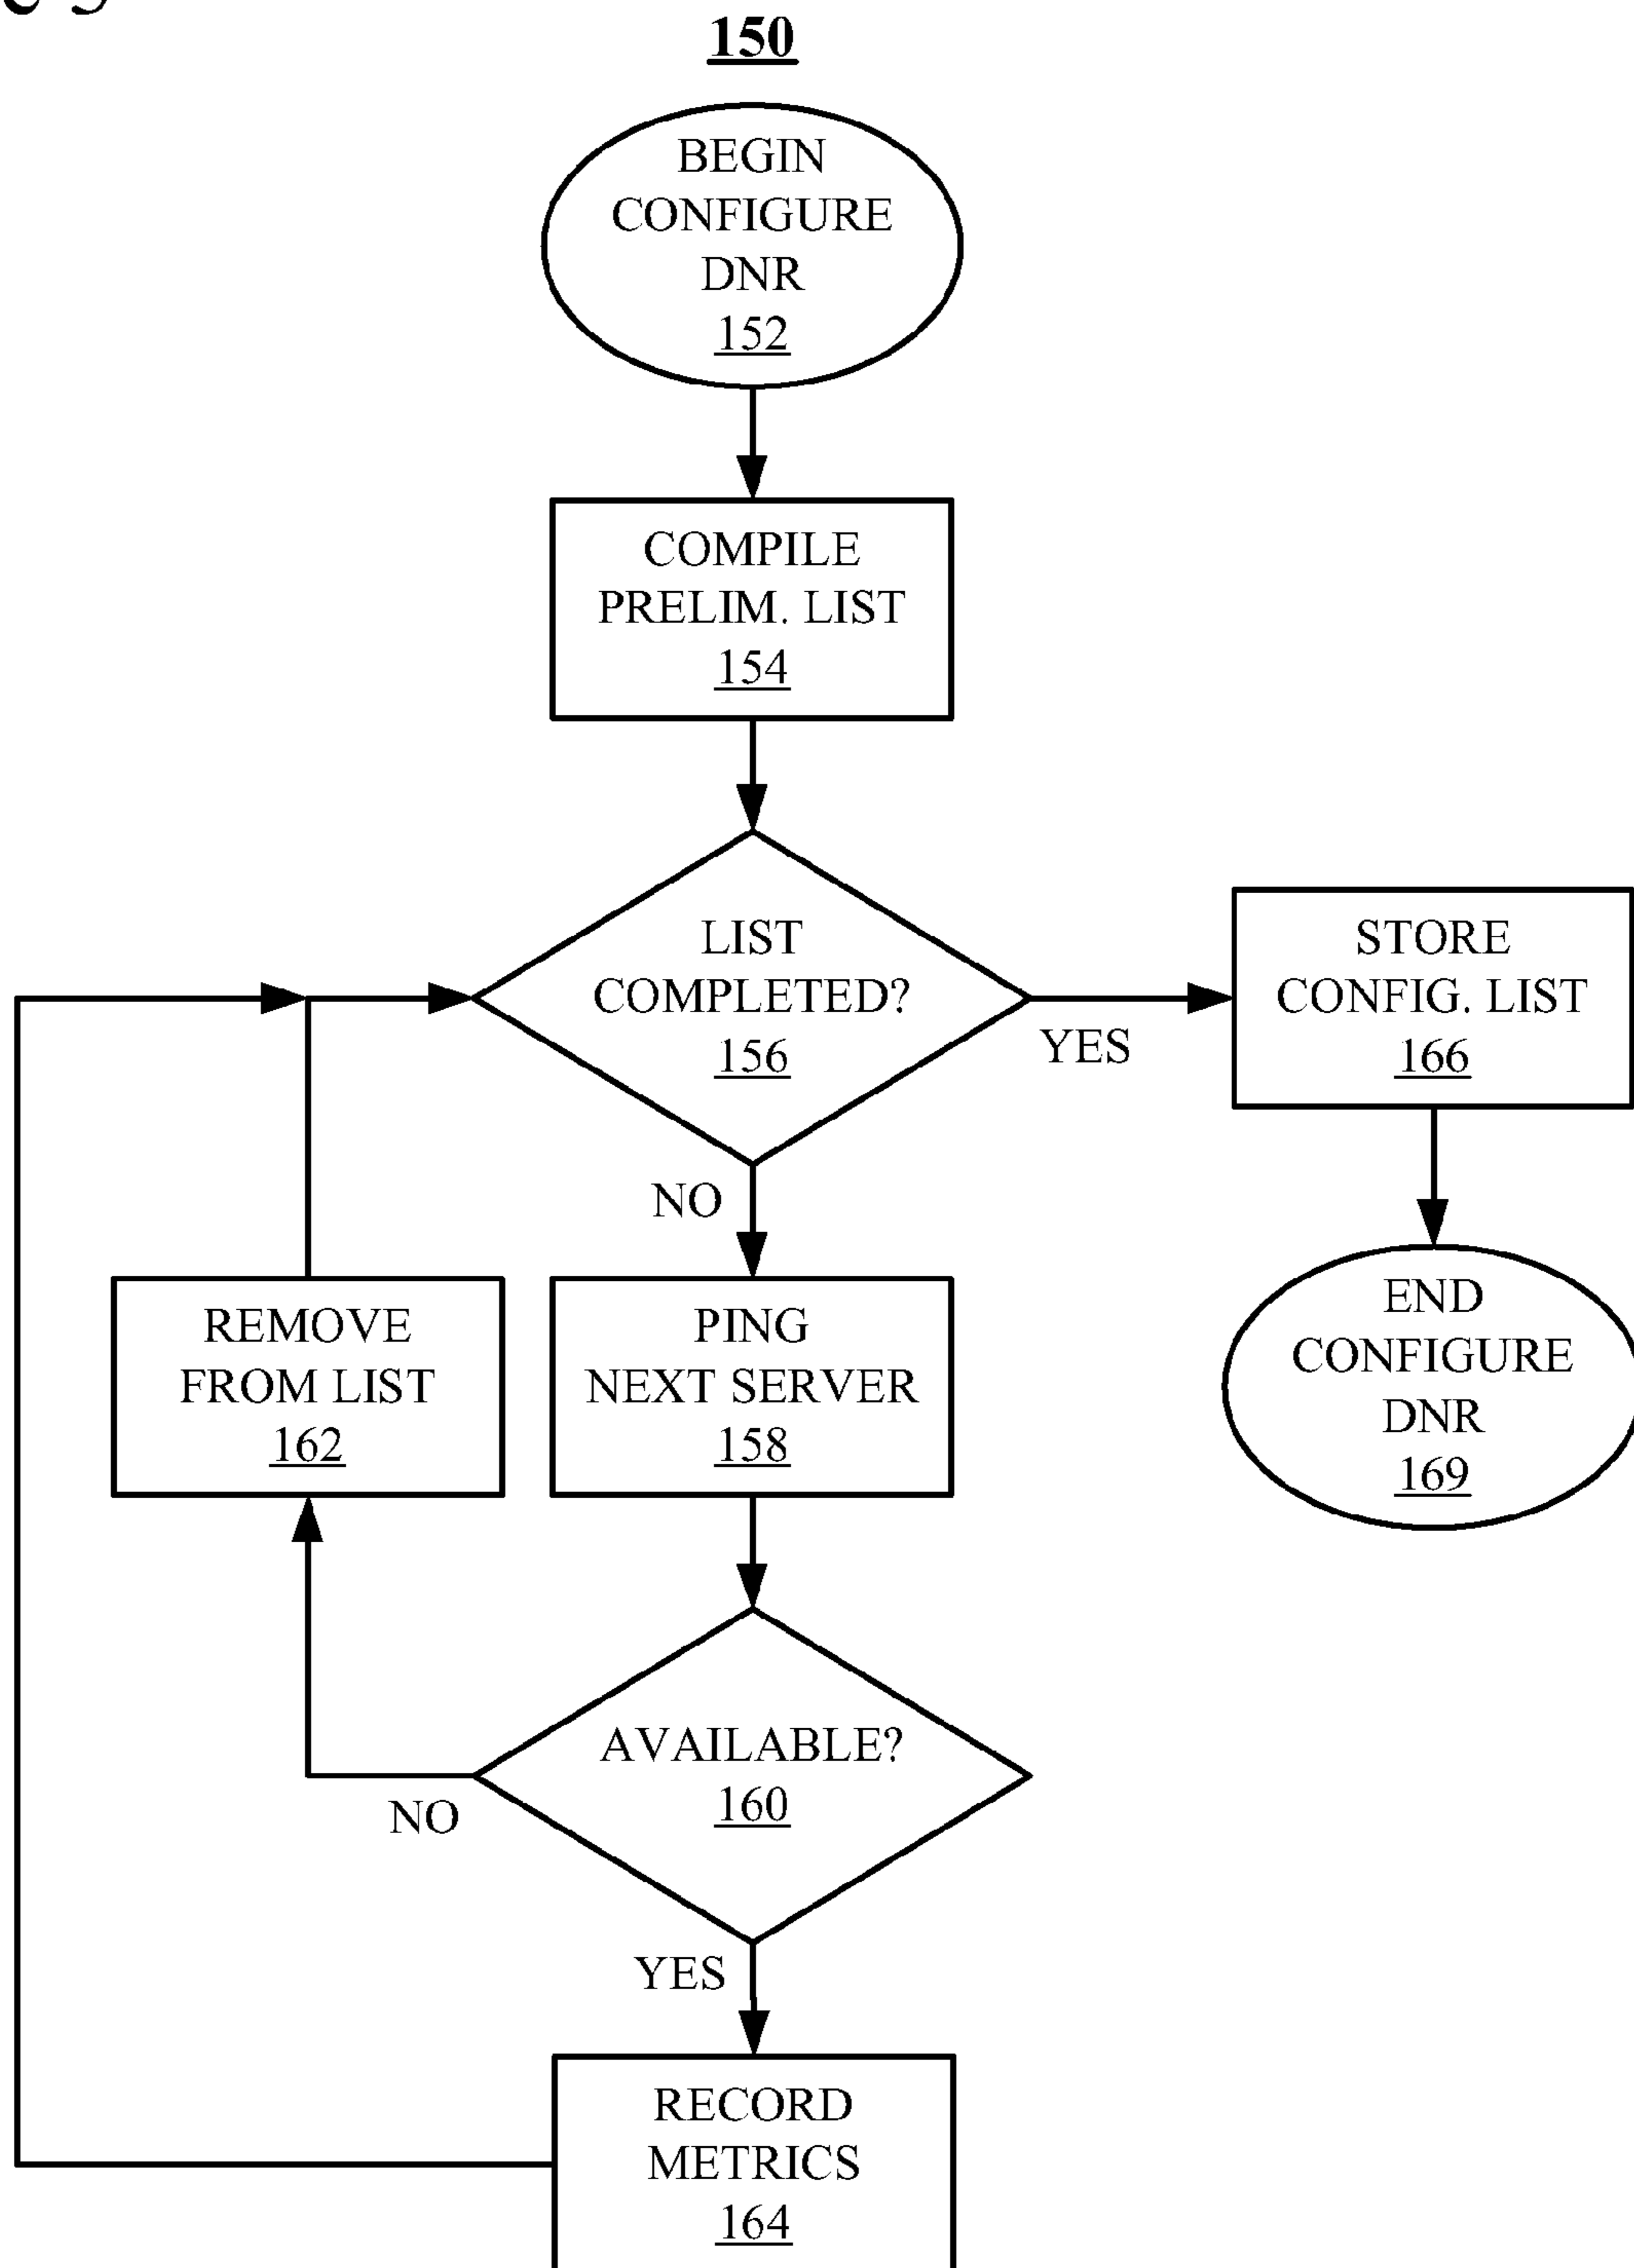 150
BEGIN
CONFIGURE
DNR
152
COMPILE
PRELIM. LIST
154
LIST
COMPLETED?
156
YES
STORE
CONFIG. LIST
166
NO
REMOVE
FROM LIST
162
PING
NEXT SERVER
158
END
CONFIGURE
DNR
169
AVAILABLE?
160
NO
YES
RECORD
METRICS
164